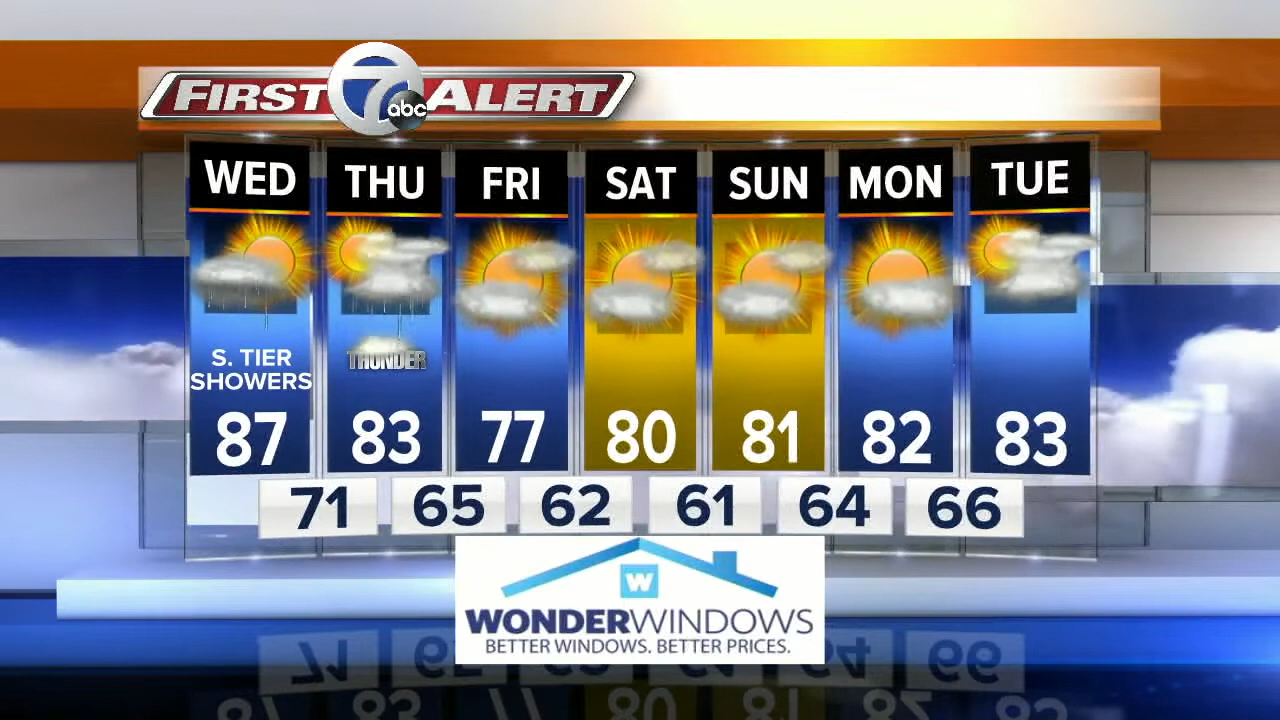 FIRST 7 abc ALERT
WED THU FRI SAT SUN MON TUE
S. TIER
SHOWERS
THUNDER
87 83 77 80 81 82 83
71 65 62 61 64 66
W
WONDERWINDOWS
BETTER WINDOWS. BETTER PRICES.